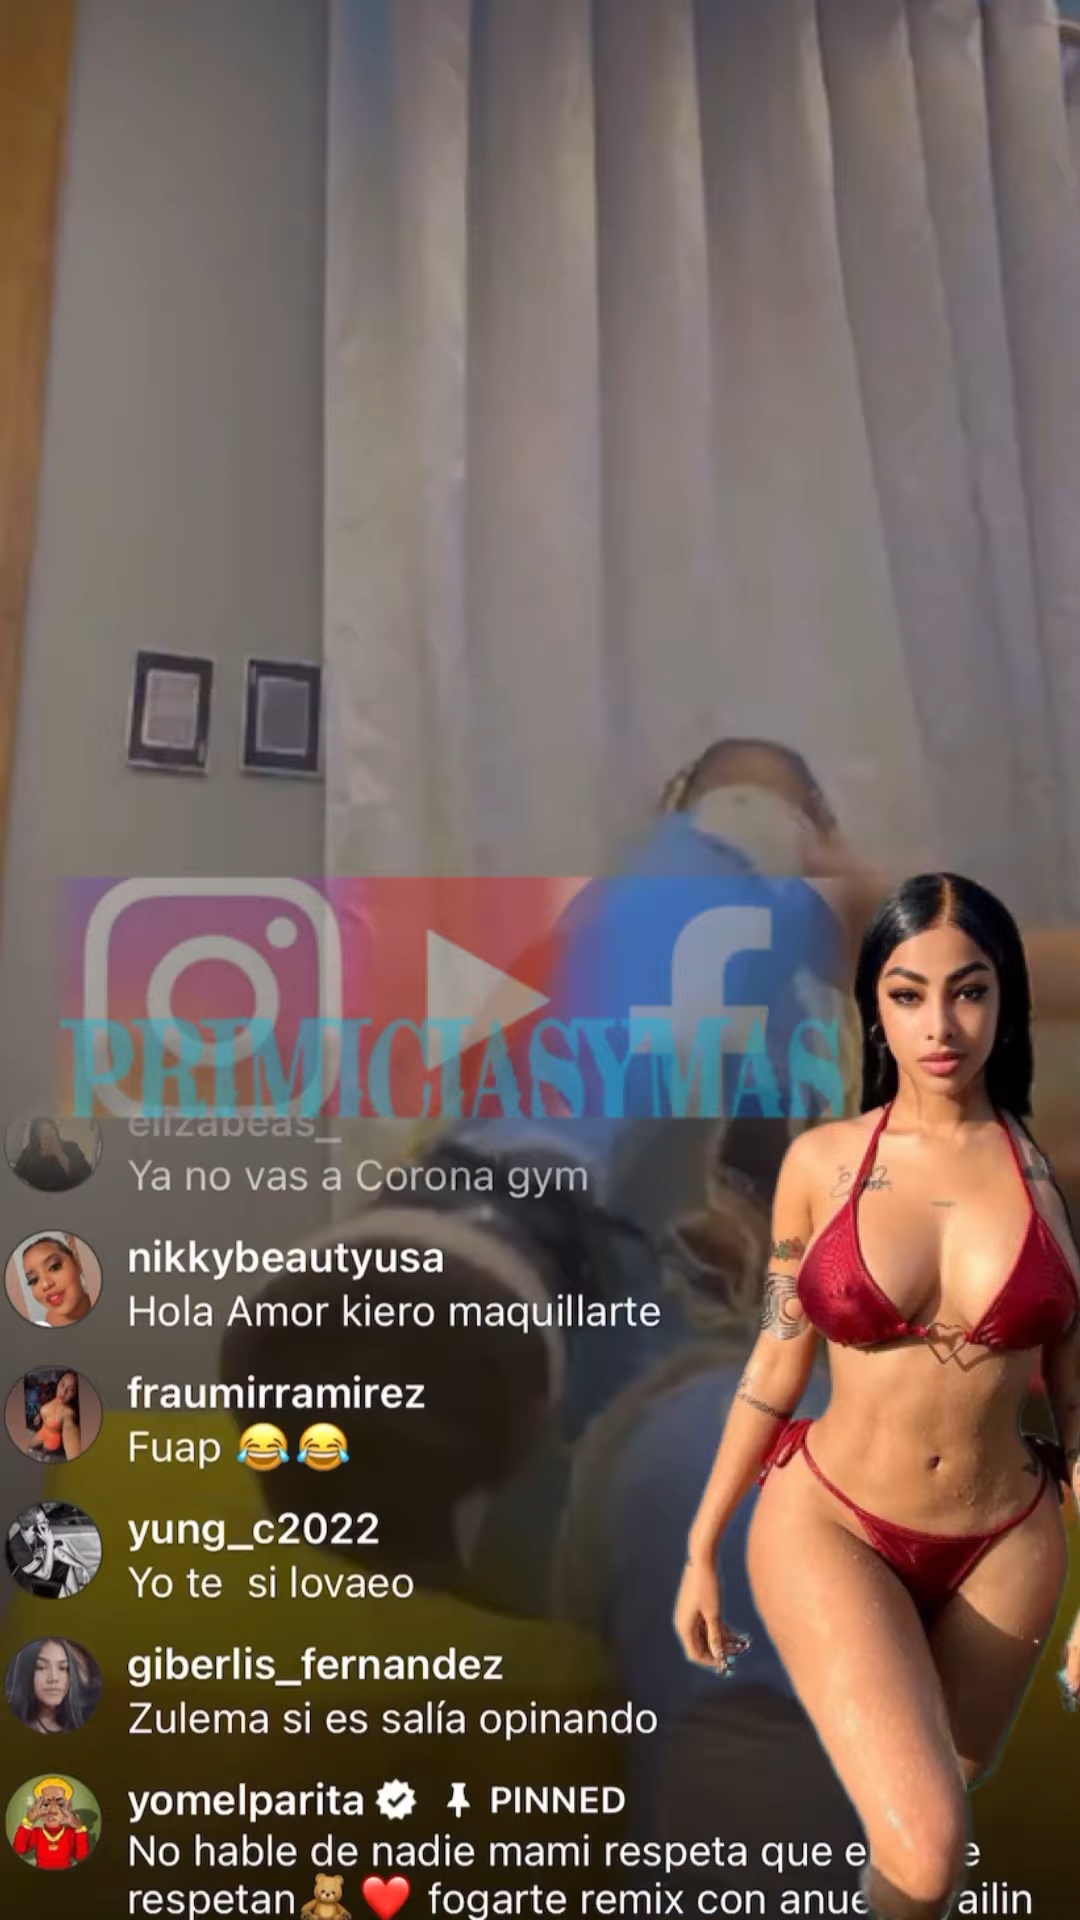 PRIMICIASYMAS
elizabeas_
Ya no vas a Corona gym
nikkybeautyusa
Hola Amor kiero maquillarte
fraumirramirez
Fuap 😂😂
yung_c2022
Yo te si lovaeo
giberlis_fernandez
Zulema si es salía opinando
yomelparita PINNED
No hable de nadie mami respeta que
respetan🧸 ❤️ fogarte remix con